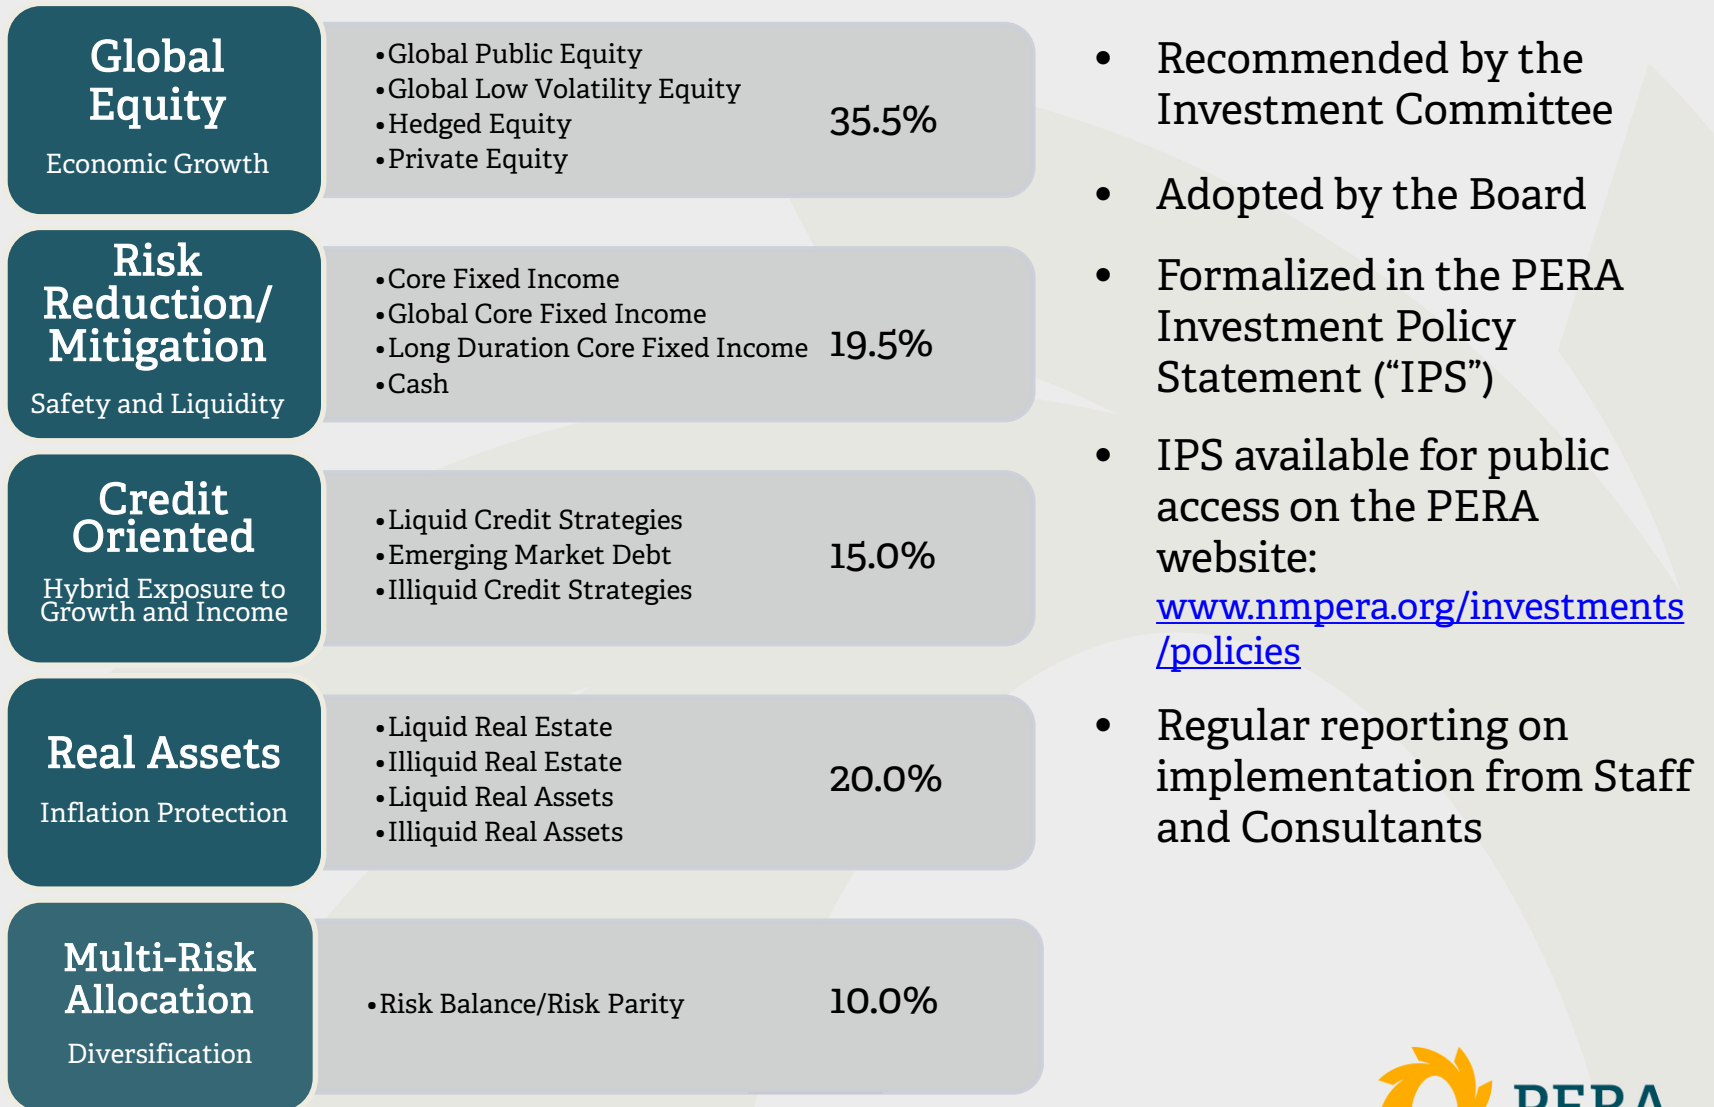 Global
Equity
Economic Growth
•Global Public Equity
•Global Low Volatility Equity
•Hedged Equity
•Private Equity
35.5%
Risk
Reduction/
Mitigation
Safety and Liquidity
•Core Fixed Income
•Global Core Fixed Income
•Long Duration Core Fixed Income
•Cash
19.5%
Credit
Oriented
Hybrid Exposure to
Growth and Income
•Liquid Credit Strategies
•Emerging Market Debt
•Illiquid Credit Strategies
15.0%
Real Assets
Inflation Protection
•Liquid Real Estate
•Illiquid Real Estate
•Liquid Real Assets
•Illiquid Real Assets
20.0%
Multi-Risk
Allocation
Diversification
•Risk Balance/Risk Parity
10.0%
• Recommended by the
Investment Committee
• Adopted by the Board
• Formalized in the PERA
Investment Policy
Statement (“IPS”)
• IPS available for public
access on the PERA
website:
www.nmpera.org/investments
/policies
• Regular reporting on
implementation from Staff
and Consultants
PERA